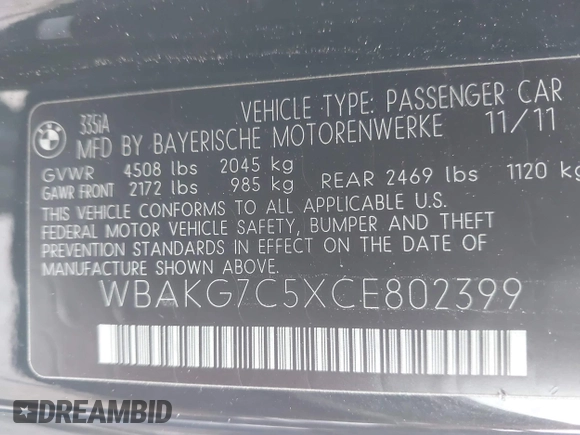 BMW
335iA
VEHICLE TYPE: PASSENGER CAR
MFD BY BAYERISCHE MOTORENWERKE 11/11
GVWR 4508 lbs 2045 kg
GAWR FRONT 2172 lbs 985 kg REAR 2469 lbs 1120 kg
THIS VEHICLE CONFORMS TO ALL APPLICABLE U.S.
FEDERAL MOTOR VEHICLE SAFETY, BUMPER AND THEFT
PREVENTION STANDARDS IN EFFECT ON THE DATE OF
MANUFACTURE SHOWN ABOVE
WBAKG7C5XCE802399
DREAMBID